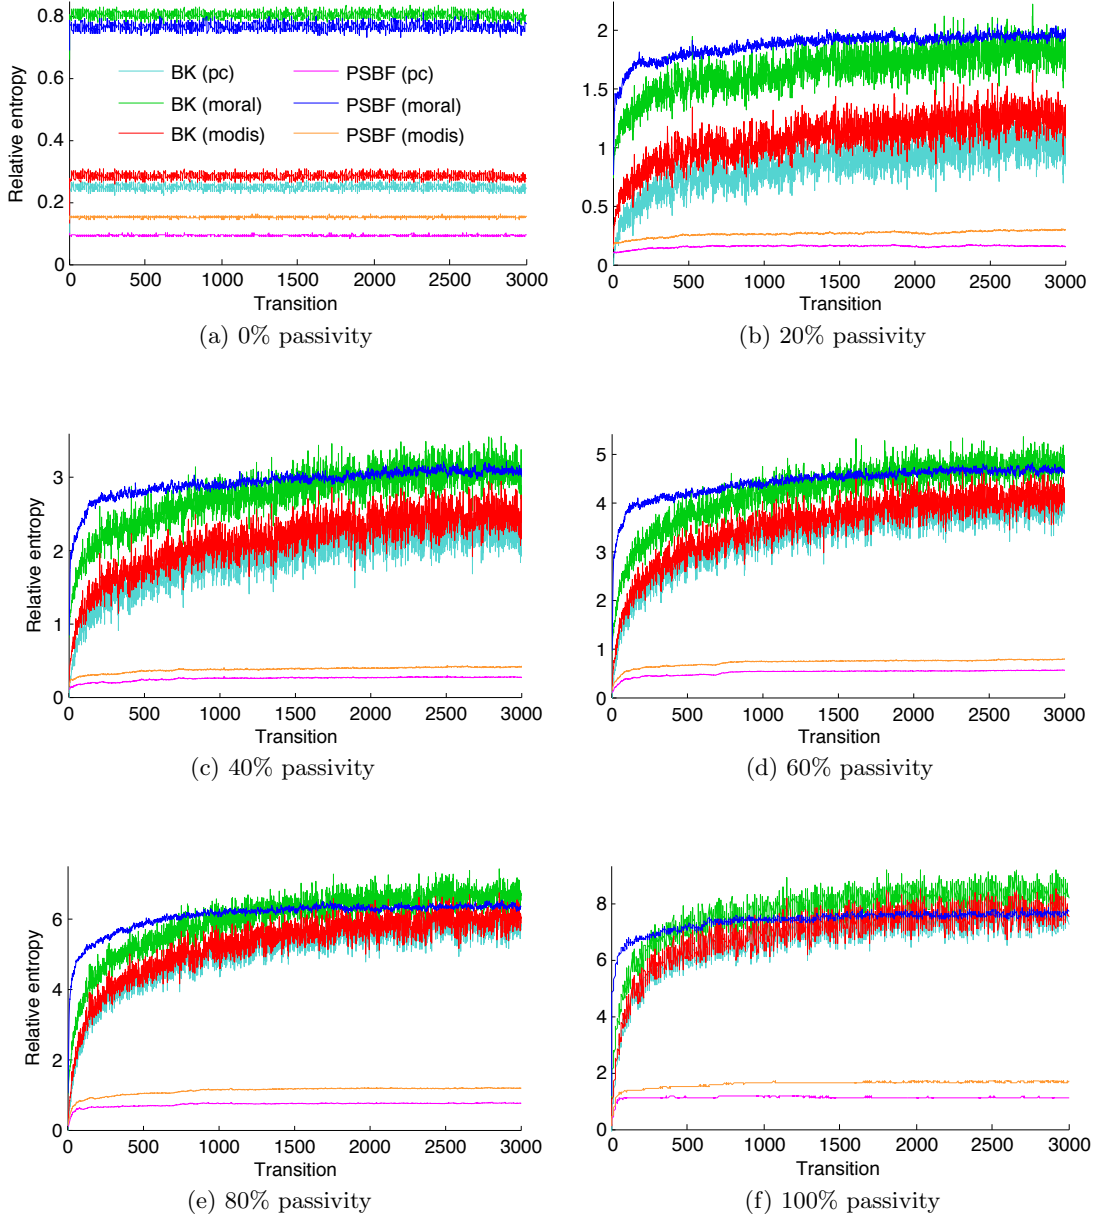 0.8
0.6
0.4
0.2
0
Relative entropy
BK (pc)
PSBF (pc)
BK (moral)
PSBF (moral)
BK (modis)
PSBF (modis)
0 500 1000 1500 2000 2500 3000
Transition
(a) 0% passivity
2
1.5
1
0.5
0
0 500 1000 1500 2000 2500 3000
Transition
(b) 20% passivity
3
2
1
0
Relative entropy
0 500 1000 1500 2000 2500 3000
Transition
(c) 40% passivity
5
4
3
2
1
0
0 500 1000 1500 2000 2500 3000
Transition
(d) 60% passivity
6
4
2
0
Relative entropy
0 500 1000 1500 2000 2500 3000
Transition
(e) 80% passivity
8
6
4
2
0
0 500 1000 1500 2000 2500 3000
Transition
(f) 100% passivity